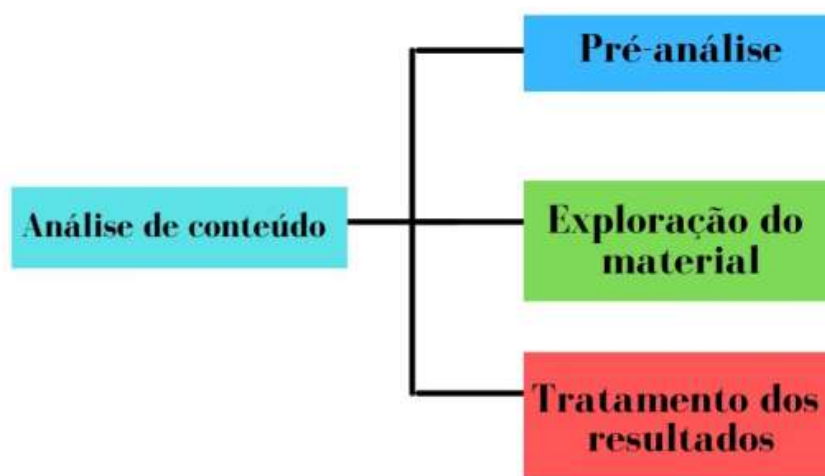 Pré-análise
Análise de conteúdo
Exploração do
material
Tratamento dos
resultados